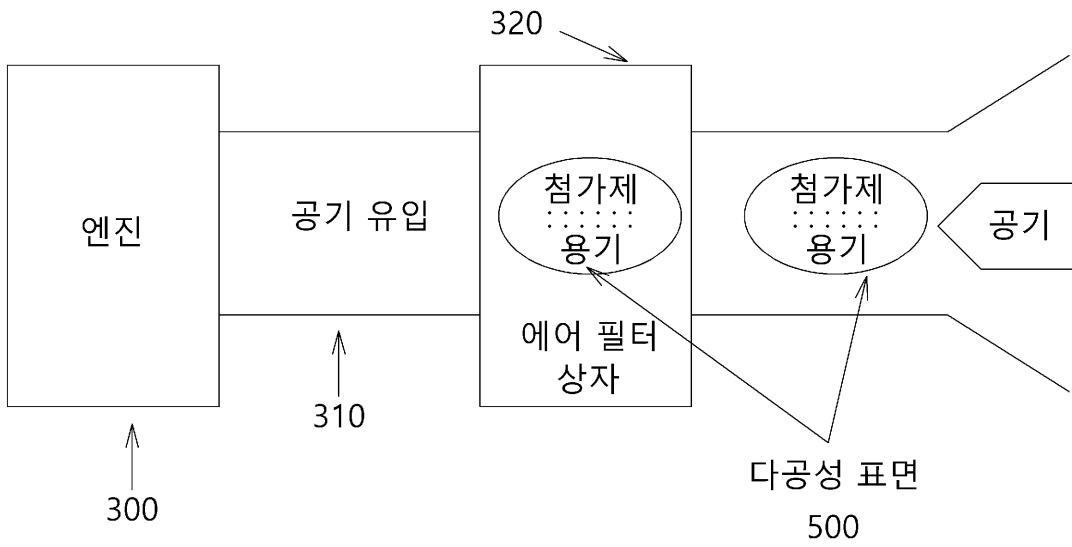 320
엔진
공기 유입
첨가제
용기
에어 필터
상자
첨가제
용기
공기
310
300
다공성 표면
500